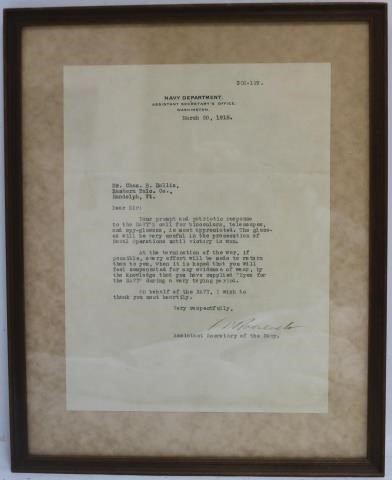 302-119.
NAVY DEPARTMENT.
ASSISTANT SECRETARY'S OFFICE.
WASHINGTON.
March 20, 1918.
Mr. Chas. B. Hollis,
Eastern Talc. Co.,
Randolph, Vt.
Dear Sir:
Your prompt and patriotic response
to the NAVY'S call for binoculars, telescopes,
and spy-glasses, is most appreciated. The glass-
es will be very useful in the prosecution of
Naval Operations until victory is won.
At the termination of the war, if
possible, every effort will be made to return
them to you, when it is hoped that you will
feel compensated for any evidence of wear, by
the knowledge that you have supplied "Eyes for
the NAVY" during a very trying period.
On behalf of the NAVY, I wish to
thank you most heartily.
Very respectfully,
Assistant Secretary of the Navy.